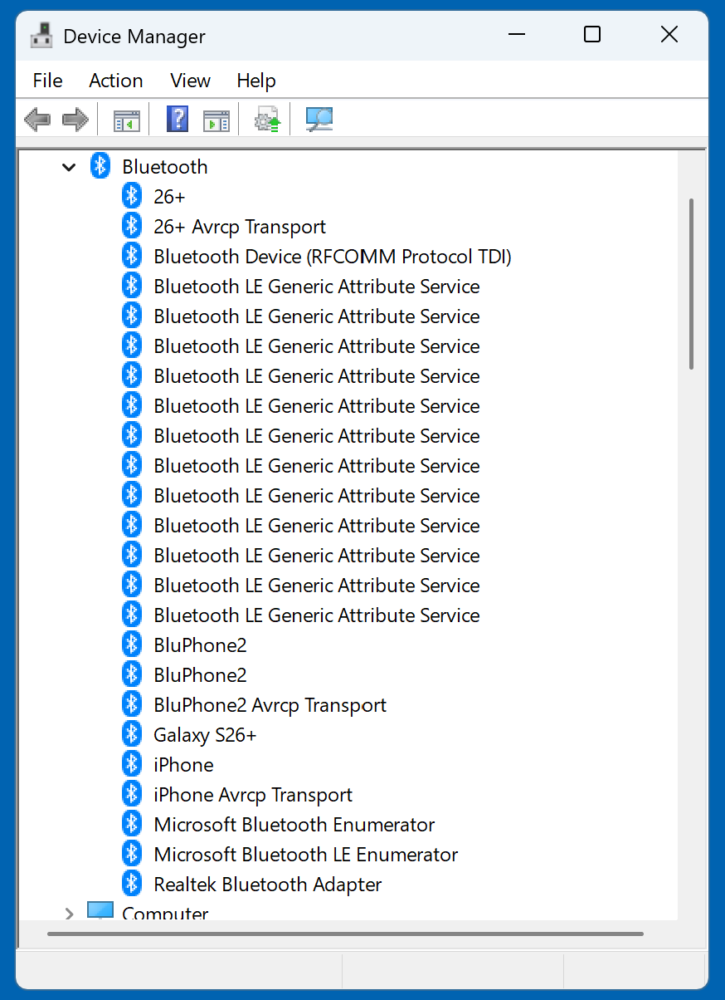 Device Manager
File Action View Help
Bluetooth
26+
26+ Avrcp Transport
Bluetooth Device (RFCOMM Protocol TDI)
Bluetooth LE Generic Attribute Service
Bluetooth LE Generic Attribute Service
Bluetooth LE Generic Attribute Service
Bluetooth LE Generic Attribute Service
Bluetooth LE Generic Attribute Service
Bluetooth LE Generic Attribute Service
Bluetooth LE Generic Attribute Service
Bluetooth LE Generic Attribute Service
Bluetooth LE Generic Attribute Service
Bluetooth LE Generic Attribute Service
Bluetooth LE Generic Attribute Service
Bluetooth LE Generic Attribute Service
BluPhone2
BluPhone2
BluPhone2 Avrcp Transport
Galaxy S26+
iPhone
iPhone Avrcp Transport
Microsoft Bluetooth Enumerator
Microsoft Bluetooth LE Enumerator
Realtek Bluetooth Adapter
Computer